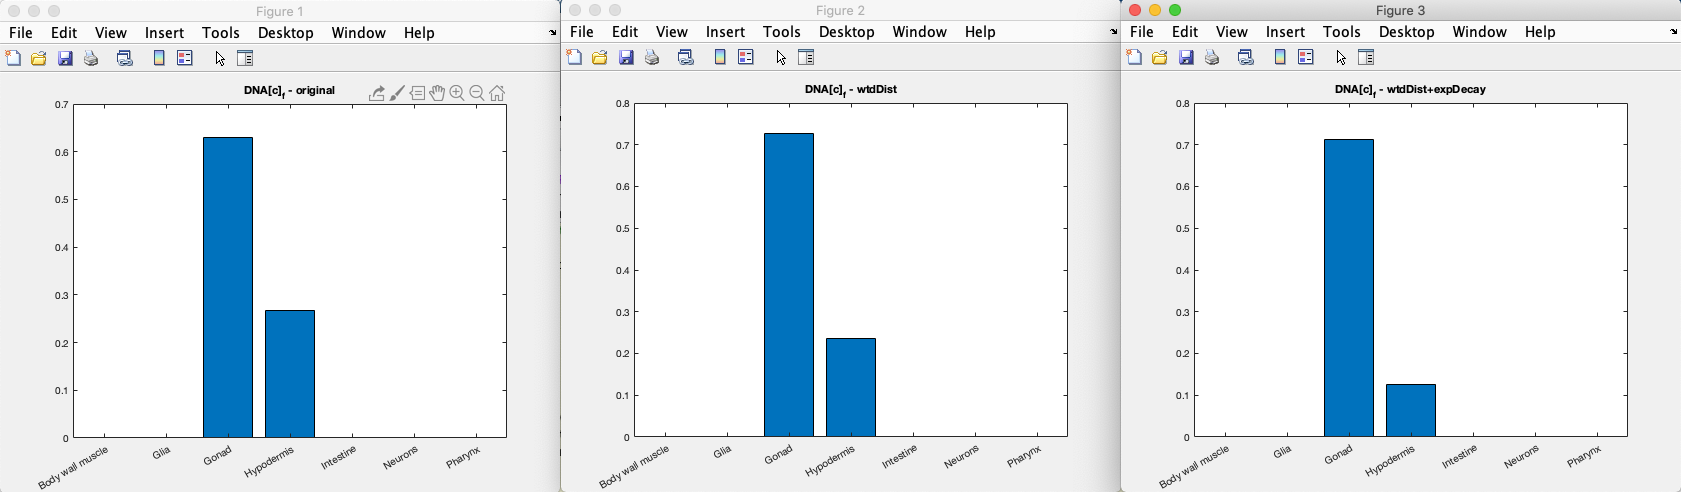 Figure 1
File Edit View Insert Tools Desktop Window Help
DNA[c]f - original
0.7
0.6
0.5
0.4
0.3
0.2
0.1
0
Body wall muscle
Glia
Gonad
Hypodermis
Intestine
Neurons
Pharynx
Figure 2
File Edit View Insert Tools Desktop Window Help
DNA[c]f - wtdDist
0.8
0.7
0.6
0.5
0.4
0.3
0.2
0.1
0
Body wall muscle
Glia
Gonad
Hypodermis
Intestine
Neurons
Pharynx
Figure 3
File Edit View Insert Tools Desktop Window Help
DNA[c]f - wtdDist+expDecay
0.8
0.7
0.6
0.5
0.4
0.3
0.2
0.1
0
Body wall muscle
Glia
Gonad
Hypodermis
Intestine
Neurons
Pharynx